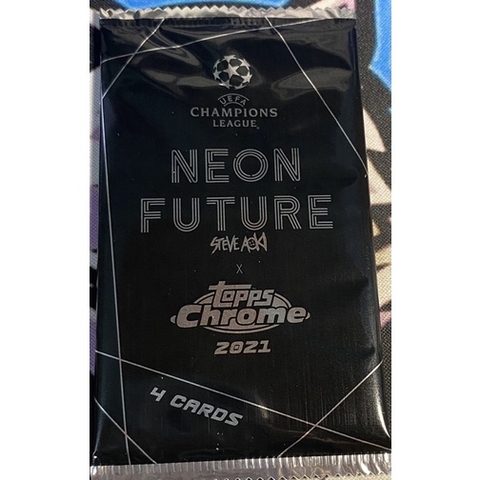 UEFA
CHAMPIONS
LEAGUE
NEON
FUTURE
STEVE AOKI
X
Topps
Chrome
2021
4 CARDS